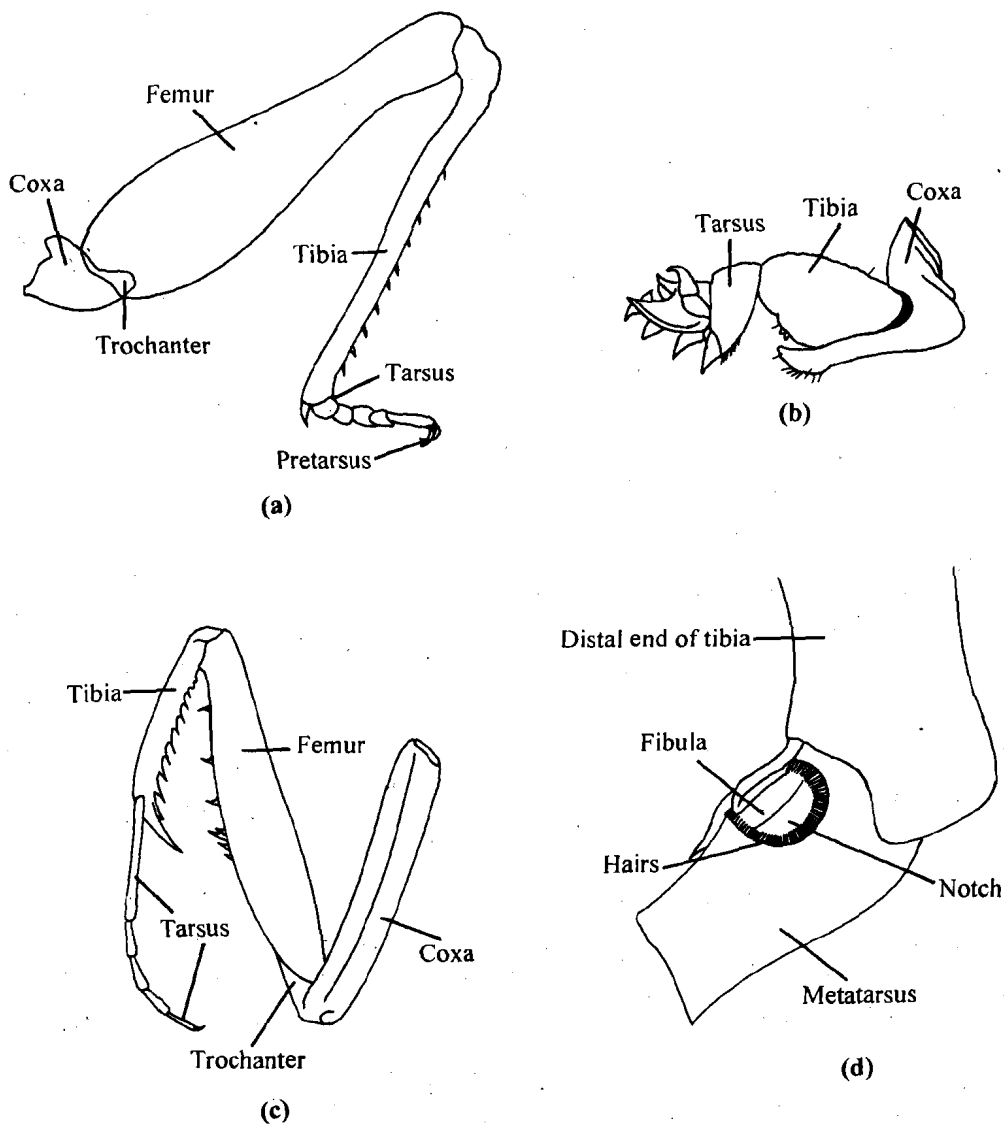 Femur
Coxa
Tibia
Trochanter
Tarsus
Pretarsus
(a)
Tarsus
Tibia
Coxa
(b)
Tibia
Femur
Tarsus
Coxa
Trochanter
(c)
Distal end of tibia
Fibula
Hairs
Notch
Metatarsus
(d)